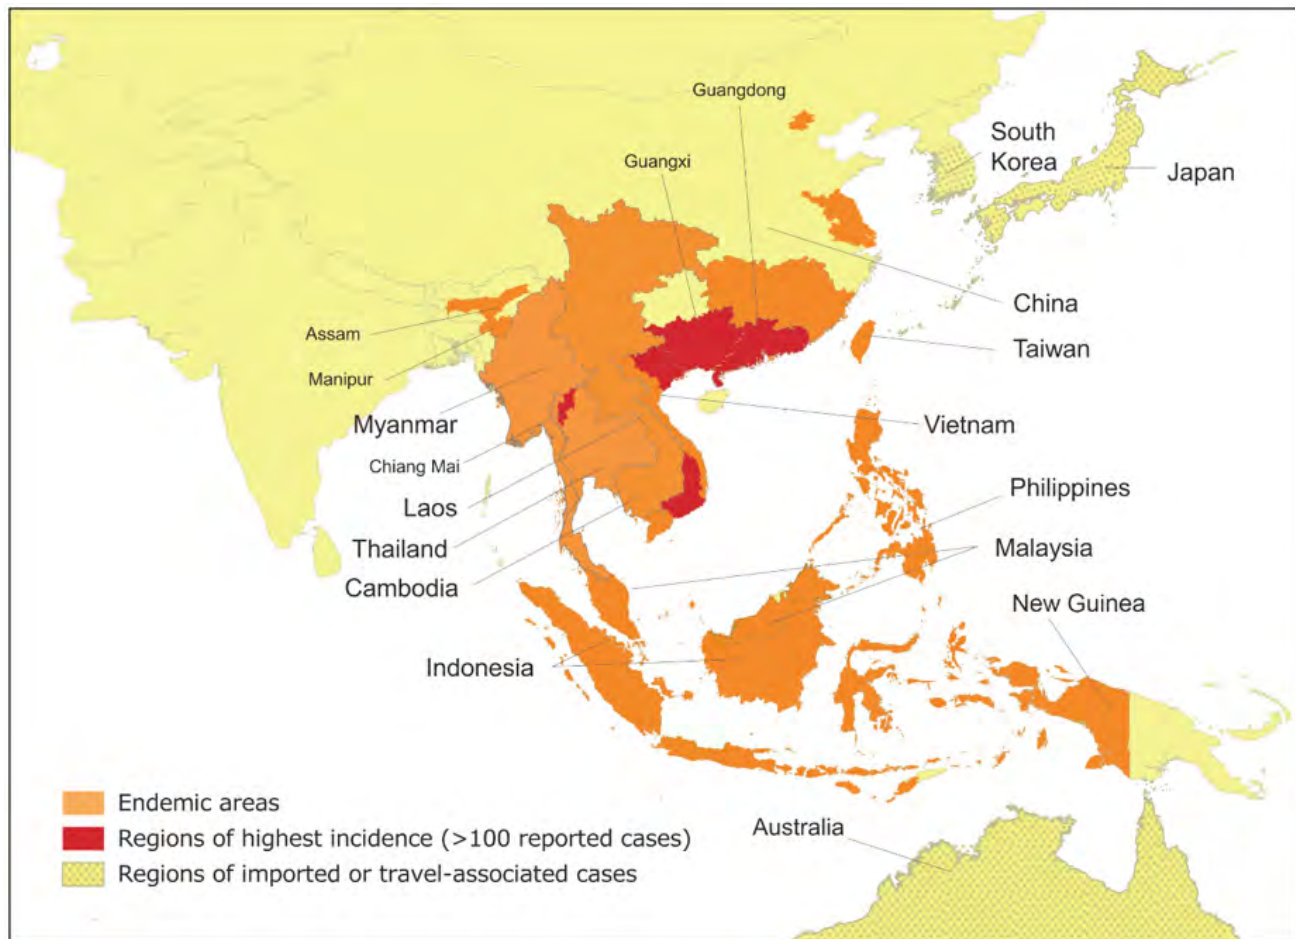 Guangdong
South
Korea
Guangxi
Japan
China
Assam
Taiwan
Manipur
Myanmar
Vietnam
Chiang Mai
Philippines
Laos
Thailand
Malaysia
Cambodia
New Guinea
Indonesia
Endemic areas
Regions of highest incidence (>100 reported cases)
Australia
Regions of imported or travel-associated cases